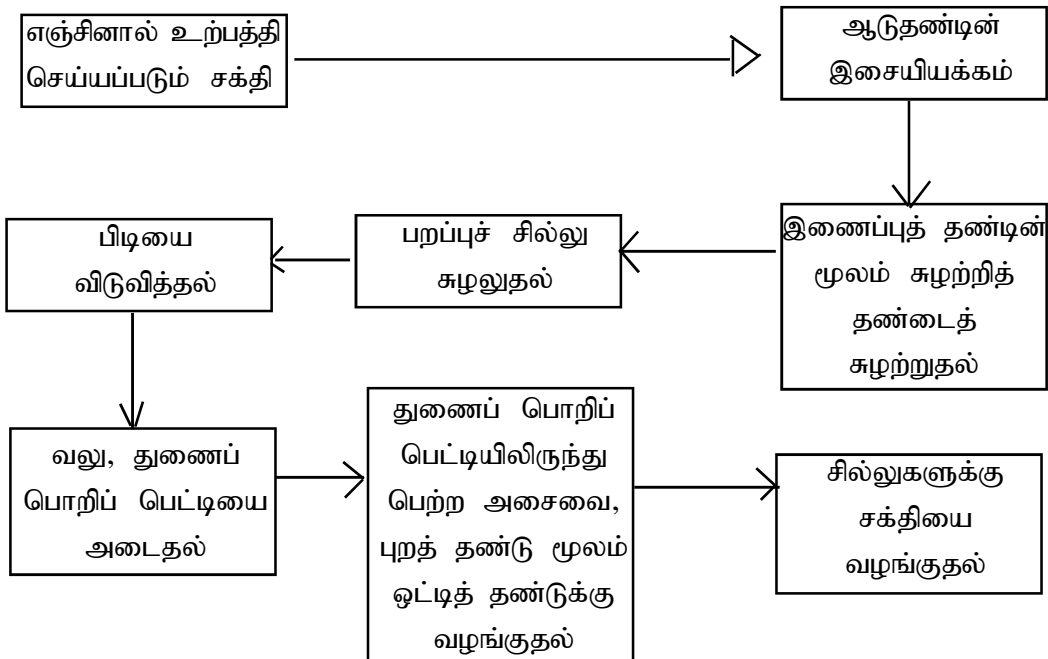 எஞ்சினால் உற்பத்தி
செய்யப்படும் சக்தி
ஆடுதண்டின்
இசையியக்கம்
இணைப்புத் தண்டின்
மூலம் சுழற்றித்
தண்டைத்
சுழற்றுதல்
பறப்புச் சில்லு
சுழலுதல்
பிடியை
விடுவித்தல்
வலு, துணைப்
பொறிப் பெட்டியை
அடைதல்
துணைப் பொறிப்
பெட்டியிலிருந்து
பெற்ற அசைவை,
புறத் தண்டு மூலம்
ஒட்டித் தண்டுக்கு
வழங்குதல்
சில்லுகளுக்கு
சக்தியை
வழங்குதல்